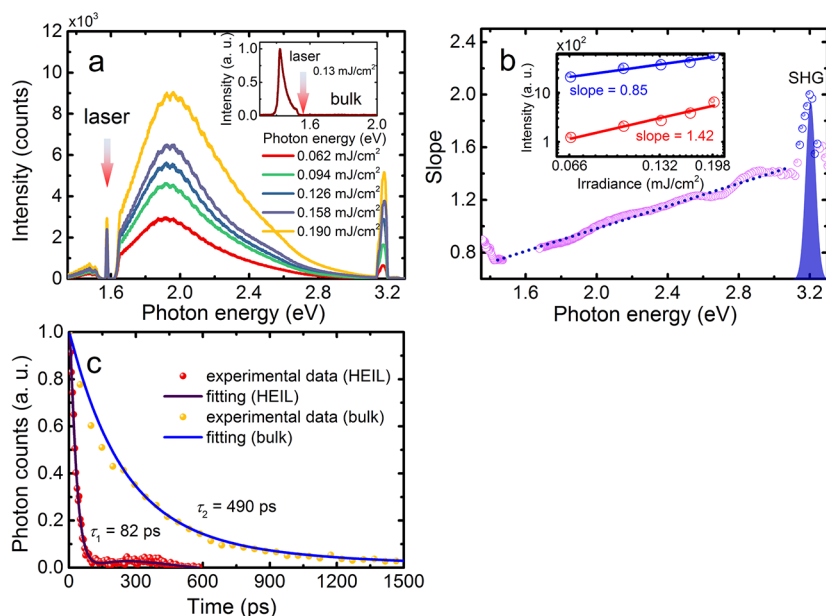 ×10³
12
10
8
6
4
2
0
Intensity (counts)
a
laser
1.6
2.0
2.4
2.8
3.2
Photon energy (eV)
1.0
0.5
0.0
Intensity (a. u.)
laser
0.13 mJ/cm²
bulk
1.6
2.0
Photon energy (eV)
0.062 mJ/cm²
0.094 mJ/cm²
0.126 mJ/cm²
0.158 mJ/cm²
0.190 mJ/cm²
b
2.4
2.0
1.6
1.2
0.8
Slope
SHG
1.6
2.0
2.4
2.8
3.2
Photon energy (eV)
×10²
10
1
Intensity (a. u.)
slope = 0.85
slope = 1.42
0.066
0.132
0.198
Irradiance (mJ/cm²)
c
1.0
0.8
0.6
0.4
0.2
0.0
Photon counts (a. u.)
experimental data (HEIL)
fitting (HEIL)
experimental data (bulk)
fitting (bulk)
τ₁ = 82 ps
τ₂ = 490 ps
0
300
600
900
1200
1500
Time (ps)